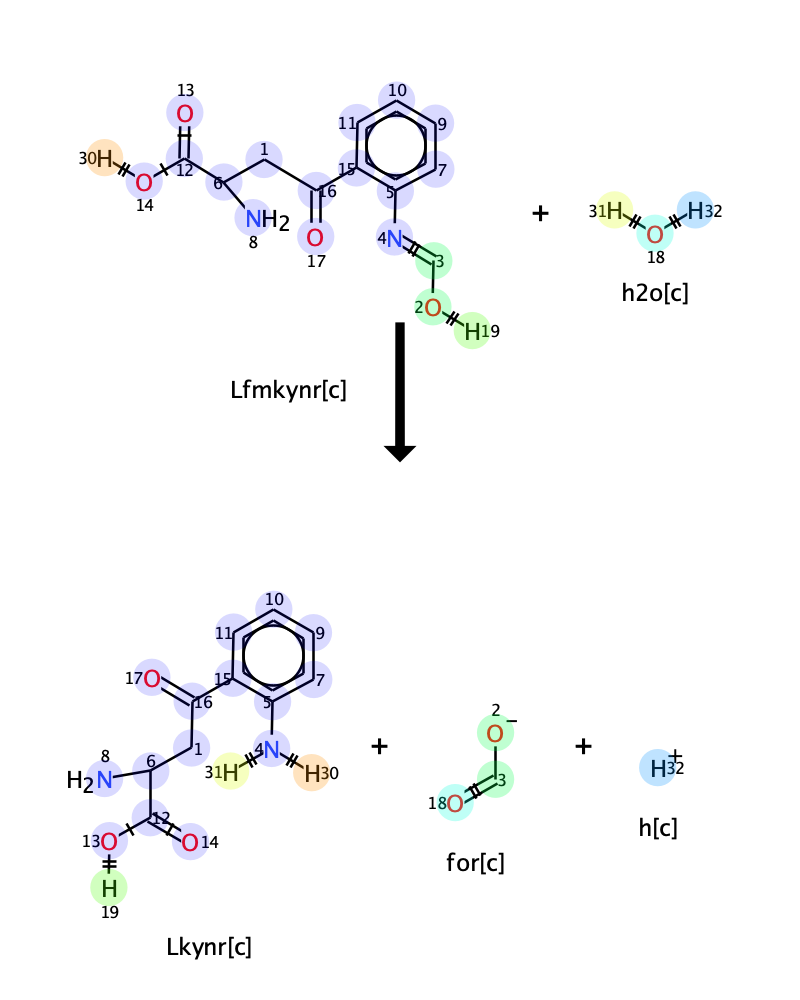 13
O
10
11
9
30H
12
1
15
7
O
6
16
5
14
NH2
8
O
17
4N
3
2O
H19
+
31H
H32
O
18
h2o[c]
Lfmkynr[c]
10
11
9
17O
15
7
16
5
8
H2N
6
1
4N
31H
H30
12
13O
O14
H
19
Lkynr[c]
+
2
O−
3
18O
for[c]
+
H32+
h[c]